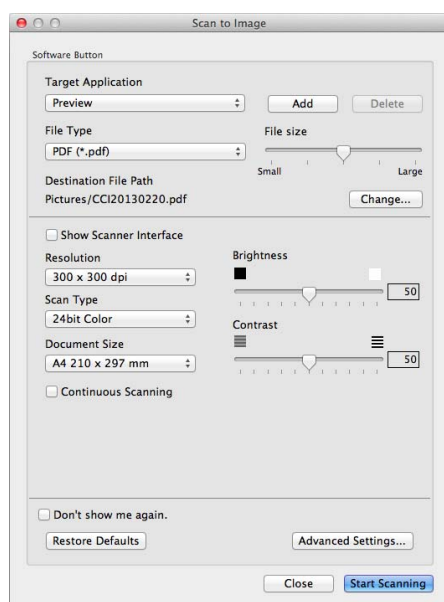 Scan to Image
Software Button
Target Application
Preview
Add
Delete
File Type
File size
PDF (*.pdf)
Small
Large
Destination File Path
Pictures/CCI20130220.pdf
Change...
Show Scanner Interface
Resolution
Brightness
300 x 300 dpi
50
Scan Type
24bit Color
Contrast
Document Size
50
A4 210 x 297 mm
Continuous Scanning
Don't show me again.
Restore Defaults
Advanced Settings...
Close
Start Scanning